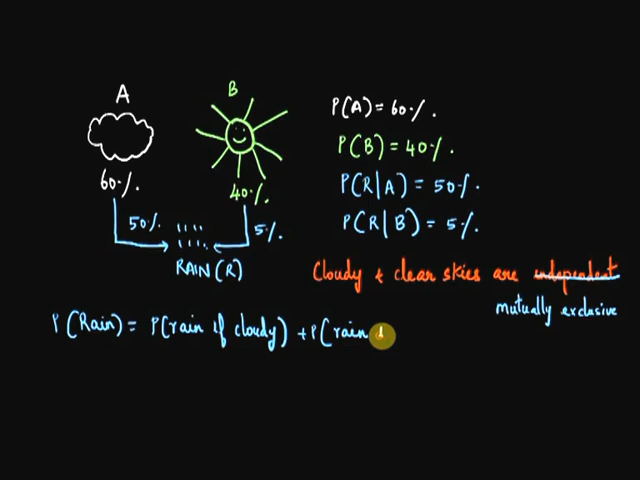 A
B
60%.
40%.
50%.
5%.
RAIN(R)
P(A)=60%.
P(B)=40%.
P(R|A)=50%.
P(R|B)=5%.
Cloudy & clear skies are independent
mutually exclusive
P(Rain)= P(rain if cloudy) + P(rain